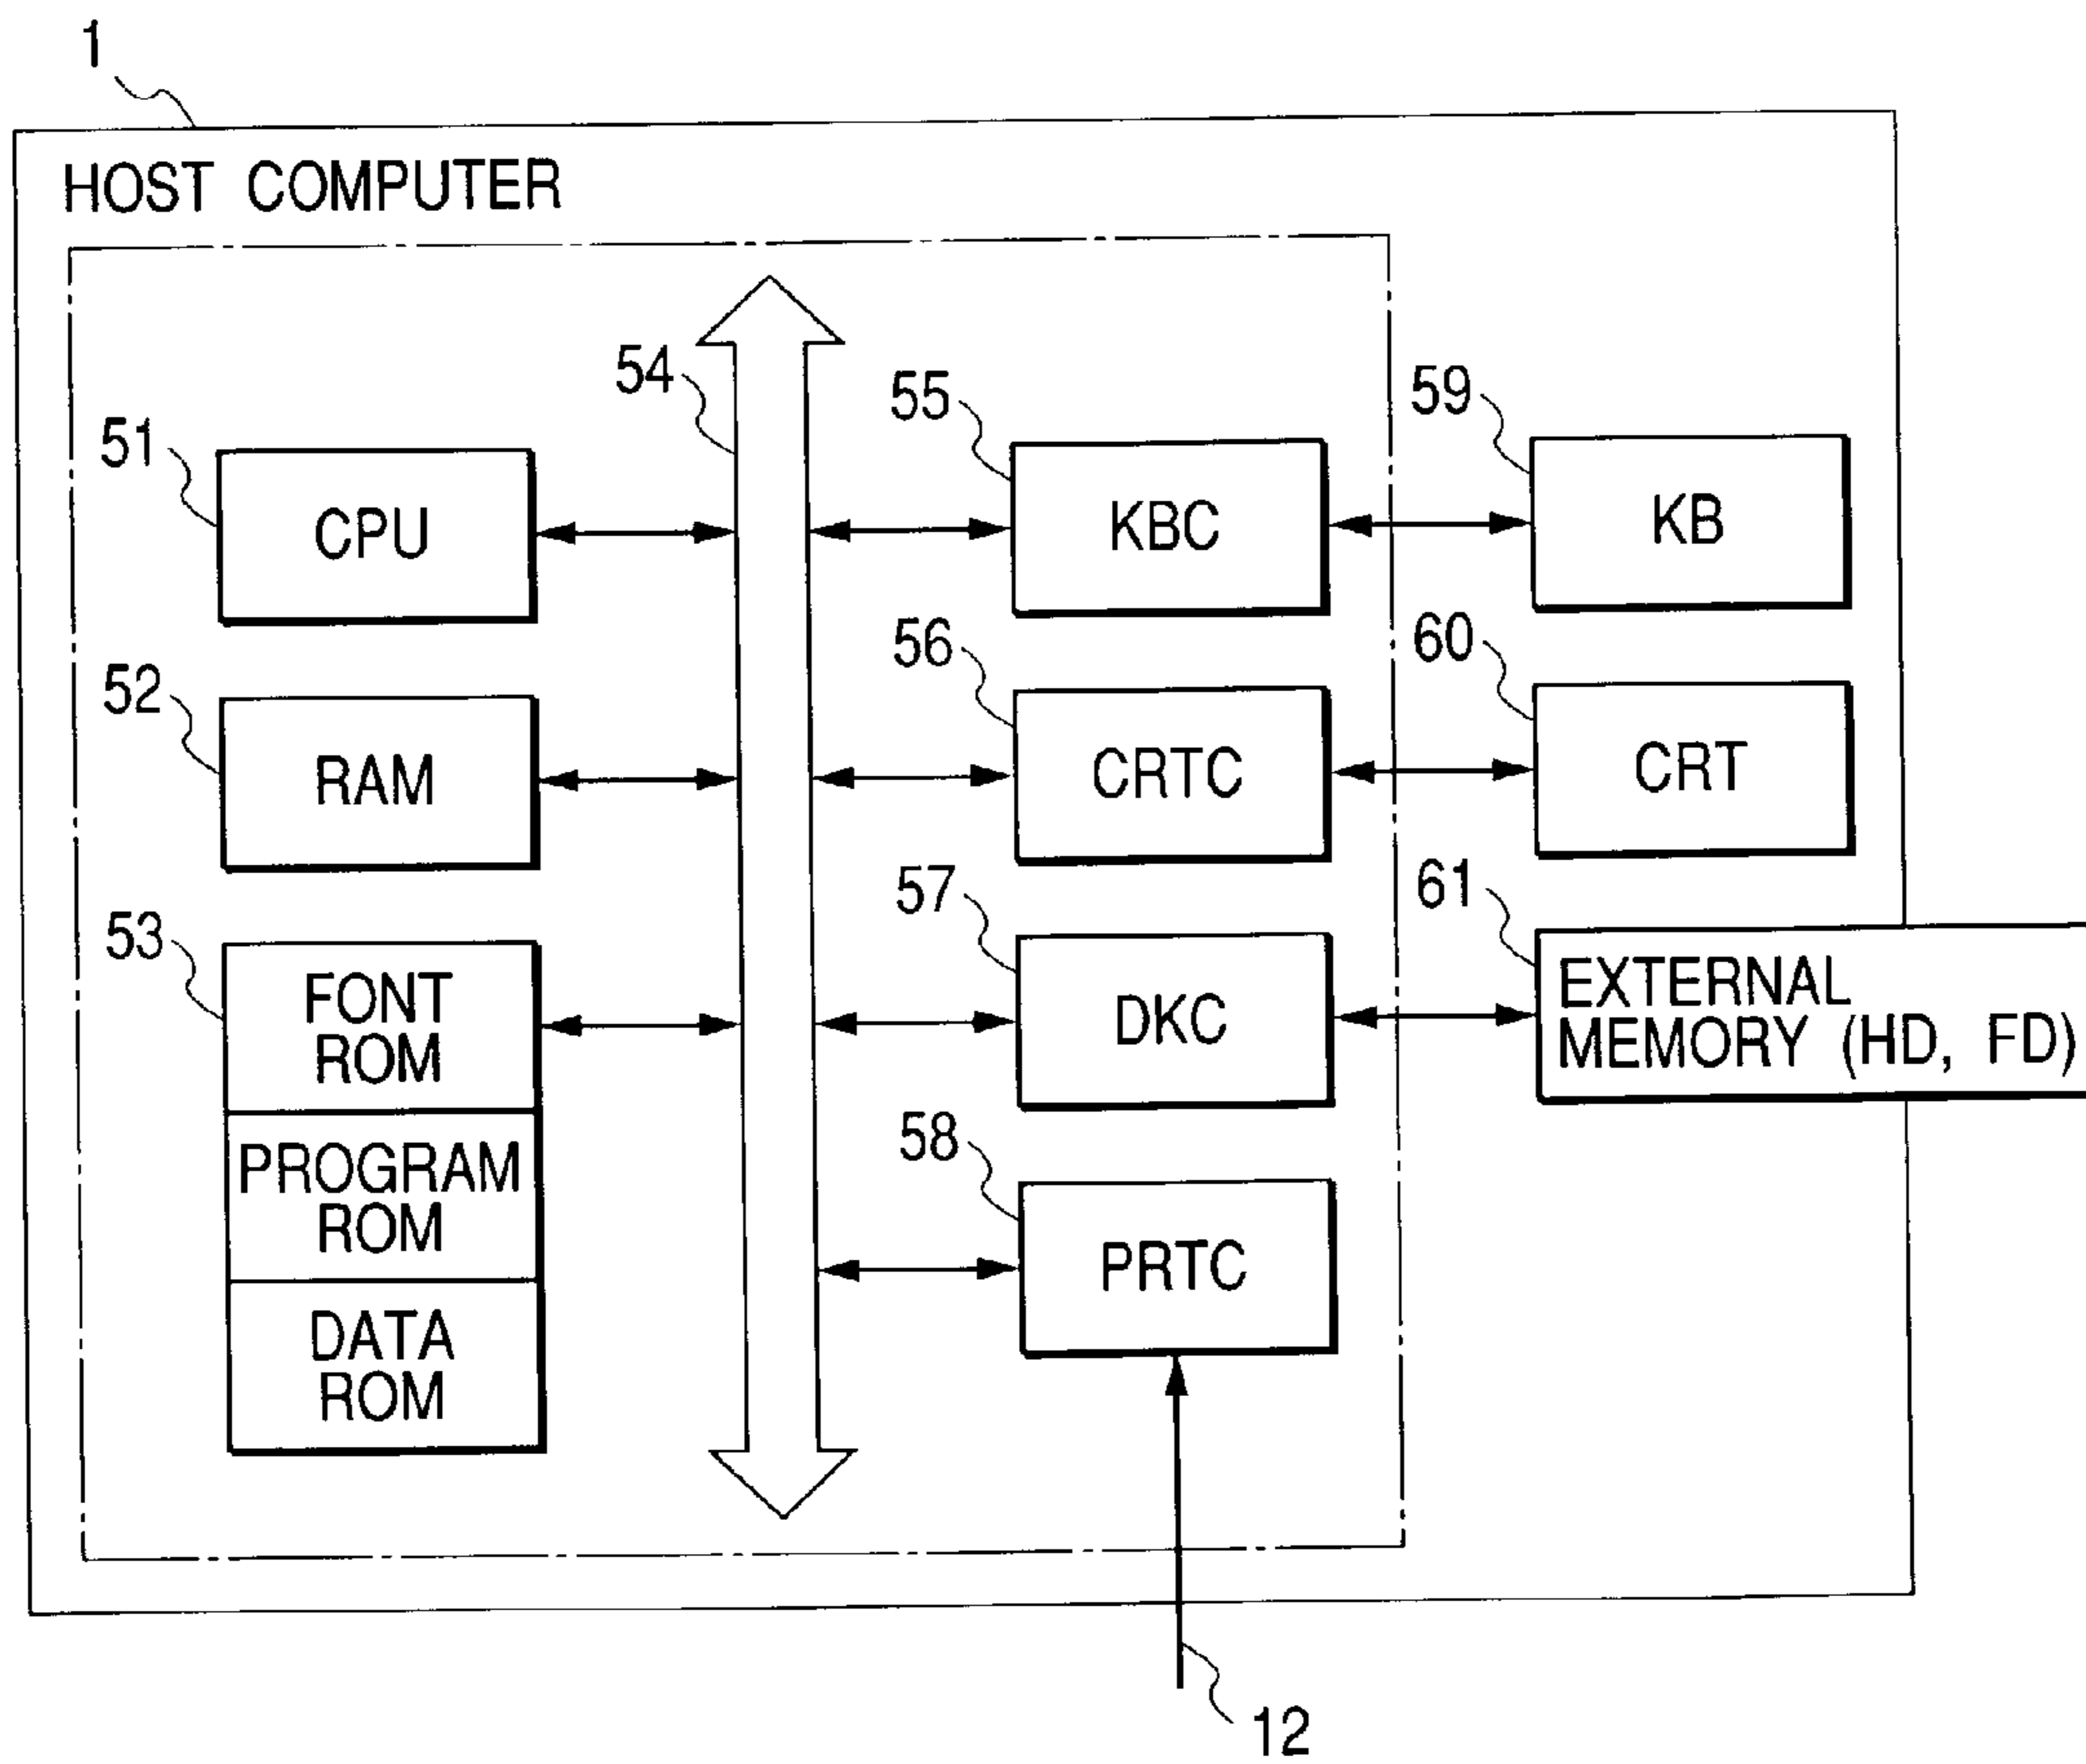 1
HOST COMPUTER
54
55
59
51
CPU
KBC
KB
56
60
52
RAM
CRTC
CRT
57
61
53
FONT
ROM
DKC
EXTERNAL
MEMORY (HD, FD)
58
PROGRAM
ROM
PRTC
DATA
ROM
12